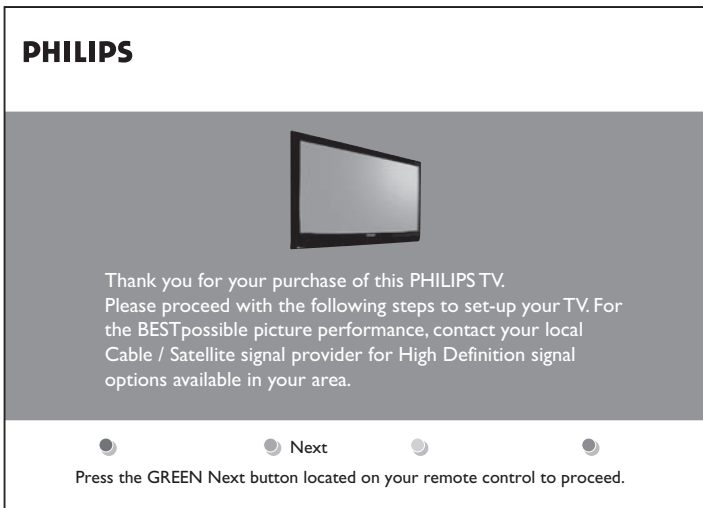 PHILIPS
Thank you for your purchase of this PHILIPS TV.
Please proceed with the following steps to set-up your TV. For
the BESTpossible picture performance, contact your local
Cable / Satellite signal provider for High Definition signal
options available in your area.
Next
Press the GREEN Next button located on your remote control to proceed.